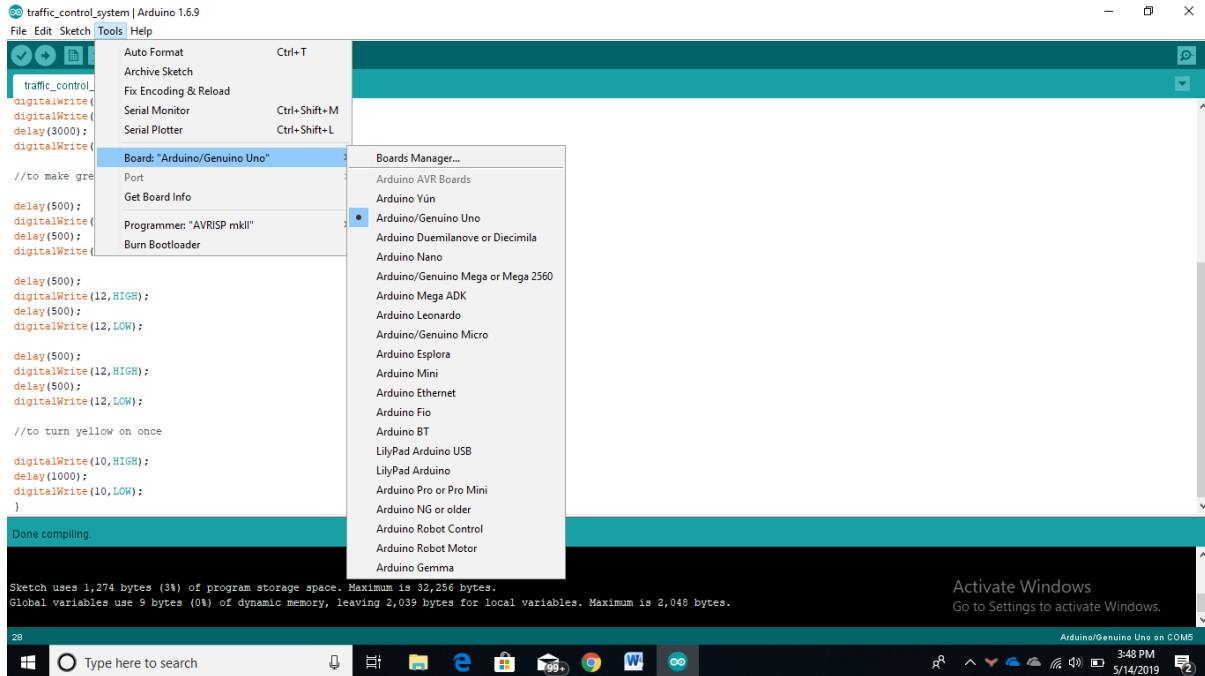 traffic_control_system | Arduino 1.6.9
File Edit Sketch Tools Help
traffic_control_
Auto Format Ctrl+T
Archive Sketch
Fix Encoding & Reload
Serial Monitor Ctrl+Shift+M
Serial Plotter Ctrl+Shift+L
Board: "Arduino/Genuino Uno"
Port
Get Board Info
Programmer: "AVRISP mkII"
Burn Bootloader
Boards Manager...
Arduino AVR Boards
Arduino Yún
Arduino/Genuino Uno
Arduino Duemilanove or Diecimila
Arduino Nano
Arduino/Genuino Mega or Mega 2560
Arduino Mega ADK
Arduino Leonardo
Arduino/Genuino Micro
Arduino Esplora
Arduino Mini
Arduino Ethernet
Arduino Fio
Arduino BT
LilyPad Arduino USB
LilyPad Arduino
Arduino Pro or Pro Mini
Arduino NG or older
Arduino Robot Control
Arduino Robot Motor
Arduino Gemma
digitalWrite(
digitalWrite(
delay(3000);
digitalWrite(
//to make gre
delay(500);
digitalWrite(
delay(500);
digitalWrite(
delay(500);
digitalWrite(12,HIGH);
delay(500);
digitalWrite(12,LOW);
delay(500);
digitalWrite(12,HIGH);
delay(500);
digitalWrite(12,LOW);
//to turn yellow on once
digitalWrite(10,HIGH);
delay(1000);
digitalWrite(10,LOW);
}
Done compiling.
Sketch uses 1,274 bytes (3%) of program storage space. Maximum is 32,256 bytes.
Global variables use 9 bytes (0%) of dynamic memory, leaving 2,039 bytes for local variables. Maximum is 2,048 bytes.
Activate Windows
Go to Settings to activate Windows.
28
Arduino/Genuino Uno on COM5
Type here to search
99+
3:48 PM
5/14/2019
2